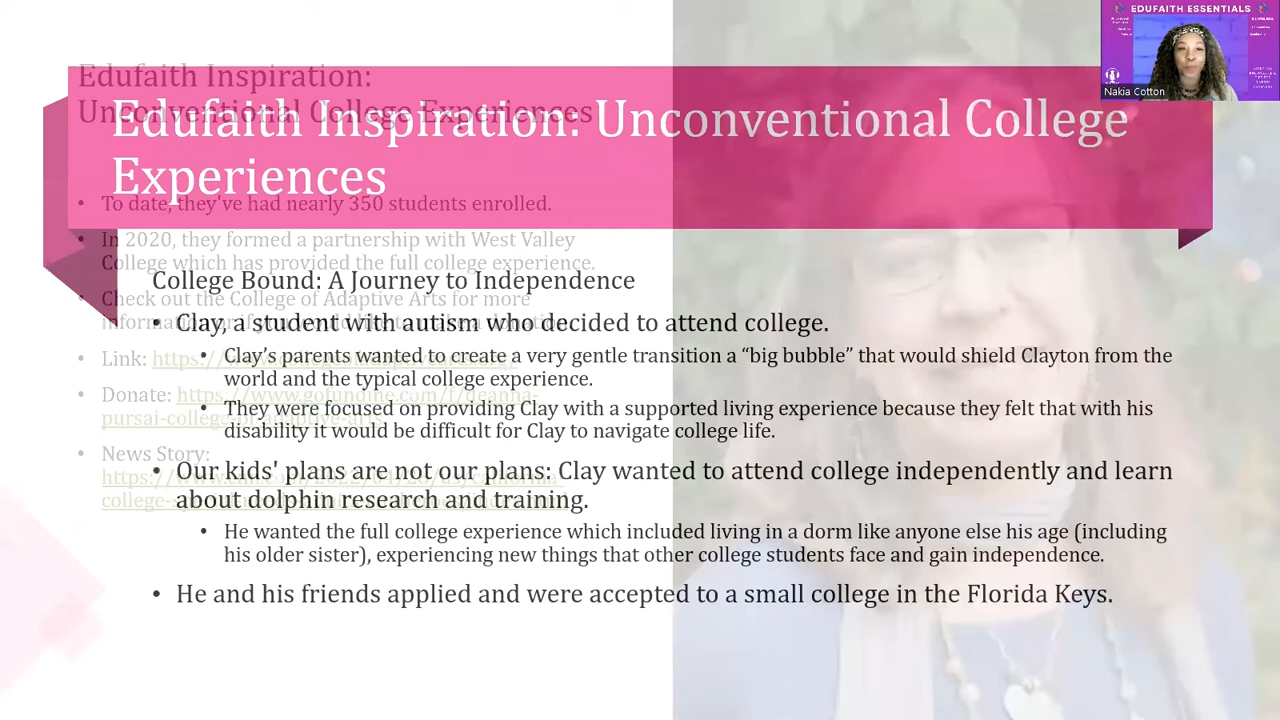 EDUFAITH ESSENTIALS
Nakia Cotton
Edufaith Inspiration:
Unconventional College Experiences
Edufaith Inspiration: Unconventional College
Experiences
• To date, they've had nearly 350 students enrolled.
• In 2020, they formed a partnership with West Valley
College which has provided the full college experience.
• Check out the College of Adaptive Arts for more
• Link: https://
• Donate: https://www.gofundme.com/f/deanna-
• News Story:
College Bound: A Journey to Independence
• Clay, a student with autism who decided to attend college.
• Clay’s parents wanted to create a very gentle transition a “big bubble” that would shield Clayton from the
world and the typical college experience.
• They were focused on providing Clay with a supported living experience because they felt that with his
disability it would be difficult for Clay to navigate college life.
• Our kids' plans are not our plans: Clay wanted to attend college independently and learn
about dolphin research and training.
• He wanted the full college experience which included living in a dorm like anyone else his age (including
his older sister), experiencing new things that other college students face and gain independence.
• He and his friends applied and were accepted to a small college in the Florida Keys.